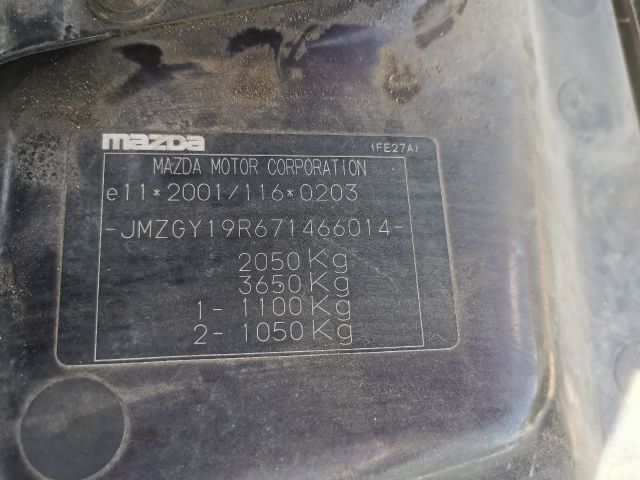 mazda
(FE27A)
MAZDA MOTOR CORPORATION
e11*2001/116*0203
-JMZGY19R671466014-
2050 Kg
3650 Kg
1- 1100 Kg
2- 1050 Kg